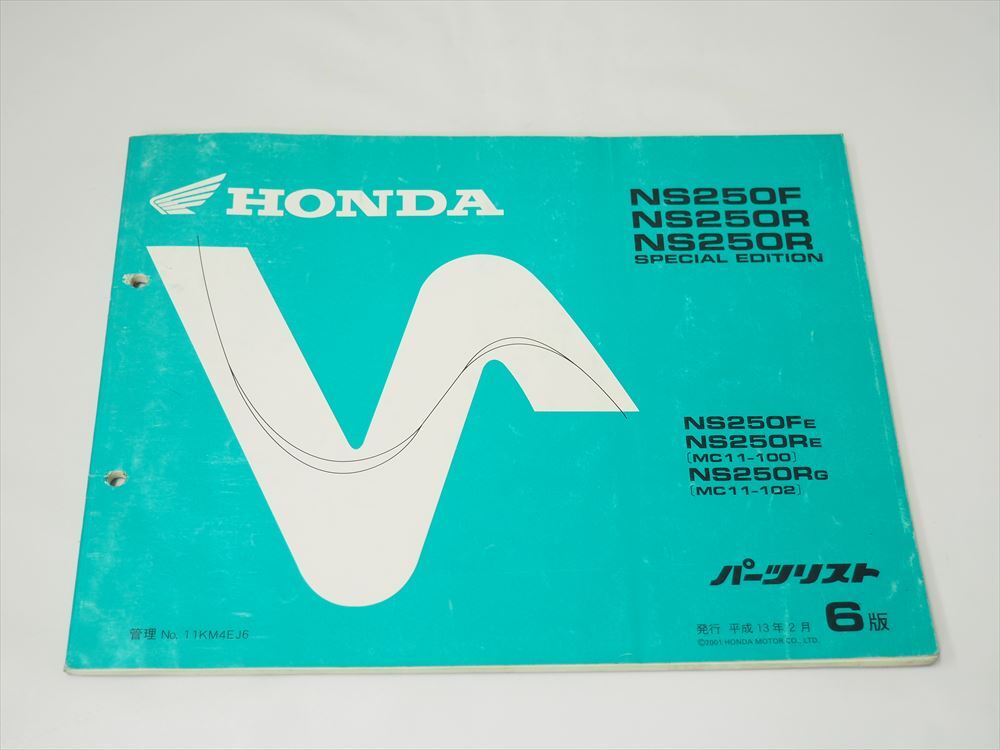 HONDA
NS250F
NS250R
NS250R
SPECIAL EDITION
NS250FE
NS250RE
〔MC11-100〕
NS250RG
〔MC11-102〕
パーツリスト
管理 No. 11KM4EJ6
発行 平成13年2月 6版
©2001 HONDA MOTOR CO., LTD.